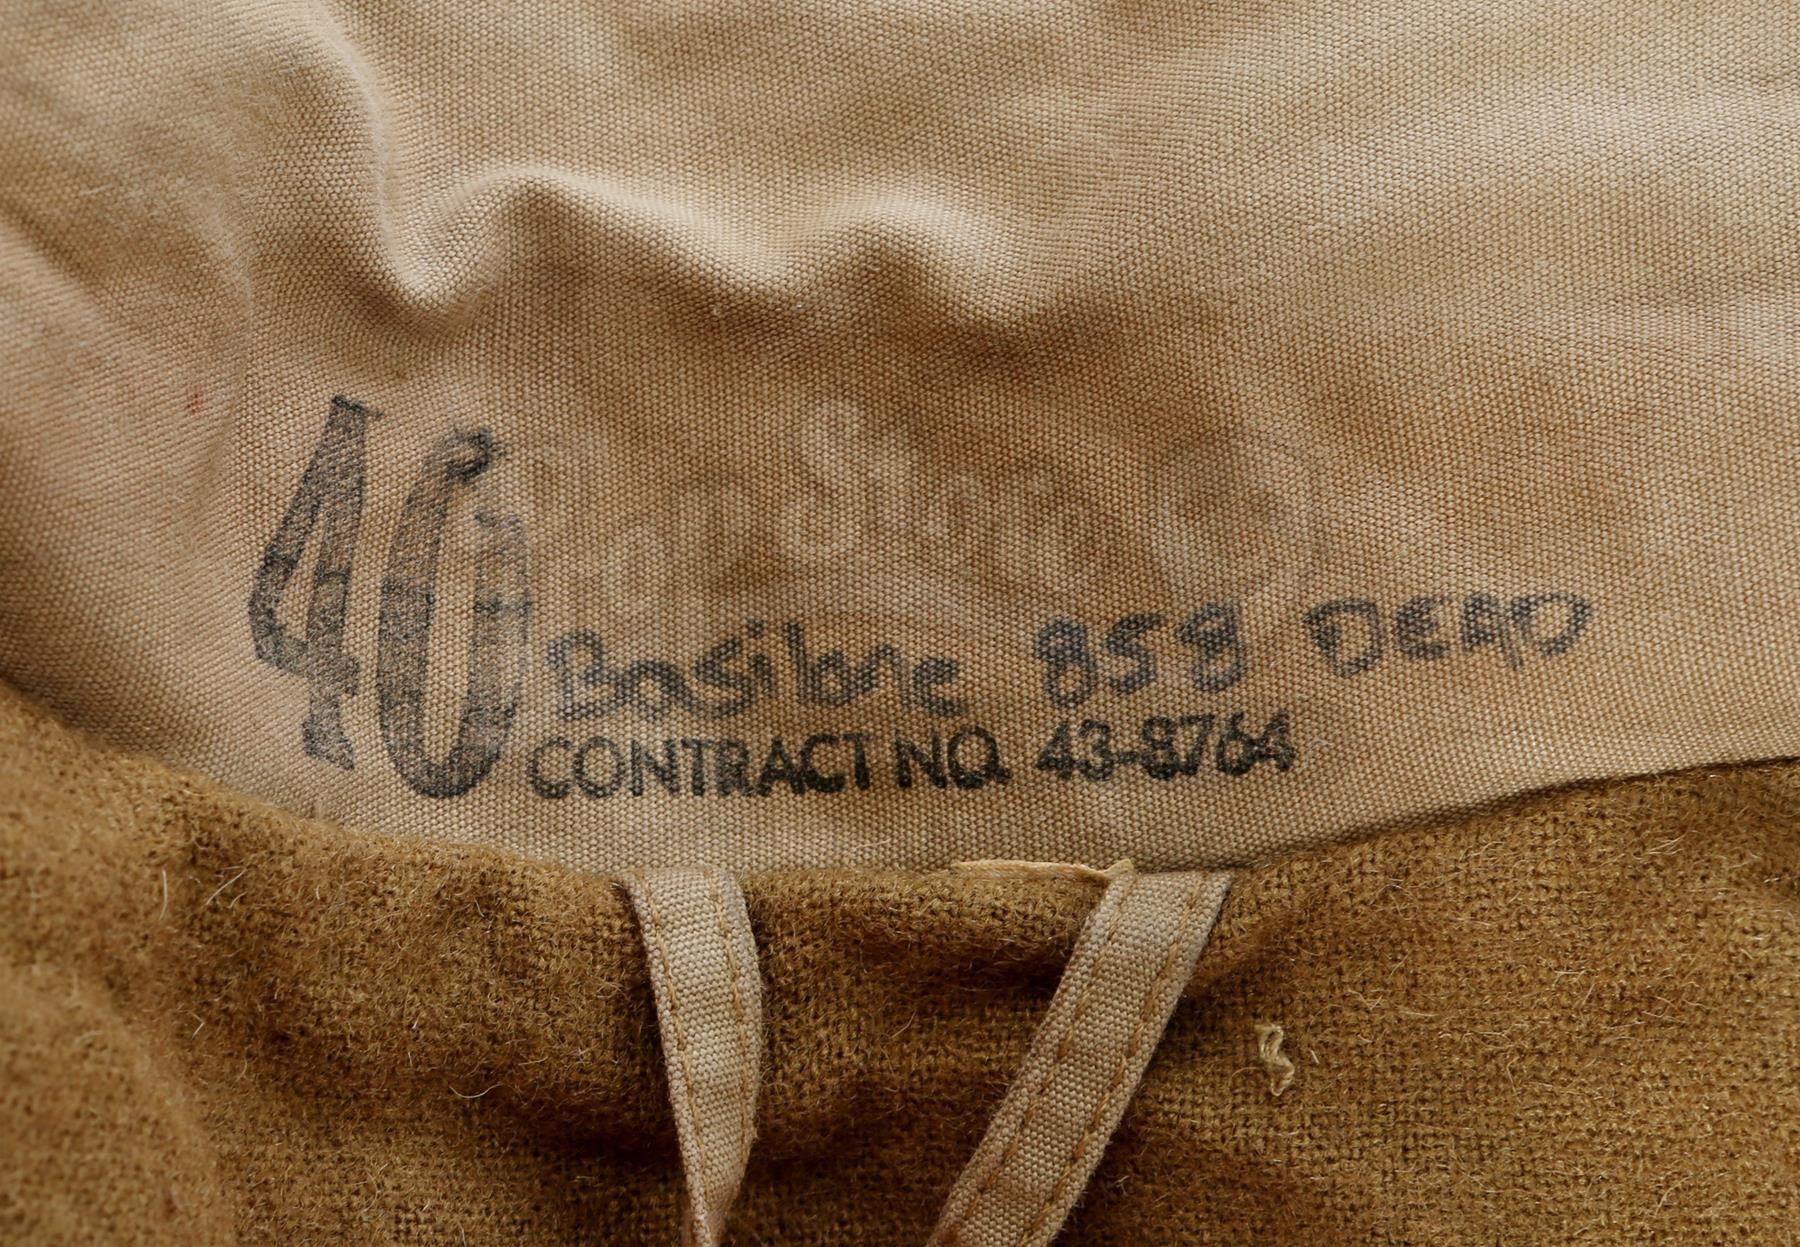 40
Basilone 858 DEAD
CONTRACT NO. 43-8764